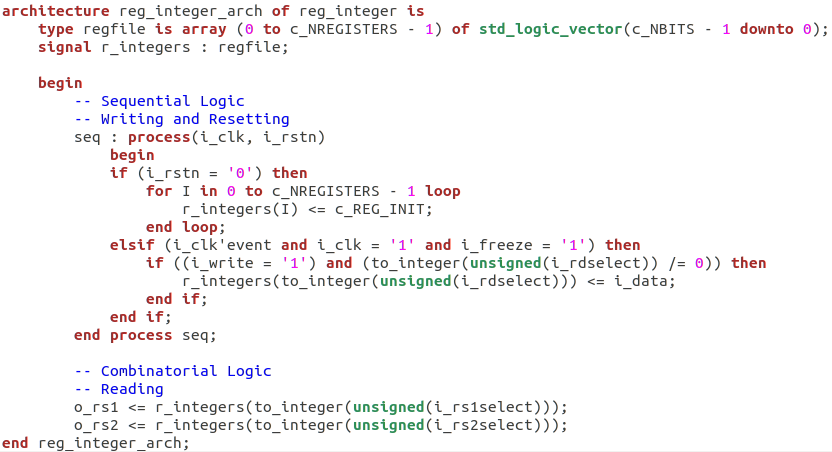 architecture reg_integer_arch of reg_integer is
    type regfile is array (0 to c_NREGISTERS - 1) of std_logic_vector(c_NBITS - 1 downto 0);
    signal r_integers : regfile;

    begin
        -- Sequential Logic
        -- Writing and Resetting
        seq : process(i_clk, i_rstn)
            begin
            if (i_rstn = '0') then
                for I in 0 to c_NREGISTERS - 1 loop
                    r_integers(I) <= c_REG_INIT;
                end loop;
            elsif (i_clk'event and i_clk = '1' and i_freeze = '1') then
                if ((i_write = '1') and (to_integer(unsigned(i_rdselect)) /= 0)) then
                    r_integers(to_integer(unsigned(i_rdselect))) <= i_data;
                end if;
            end if;
        end process seq;

        -- Combinatorial Logic
        -- Reading
        o_rs1 <= r_integers(to_integer(unsigned(i_rs1select)));
        o_rs2 <= r_integers(to_integer(unsigned(i_rs2select)));
end reg_integer_arch;